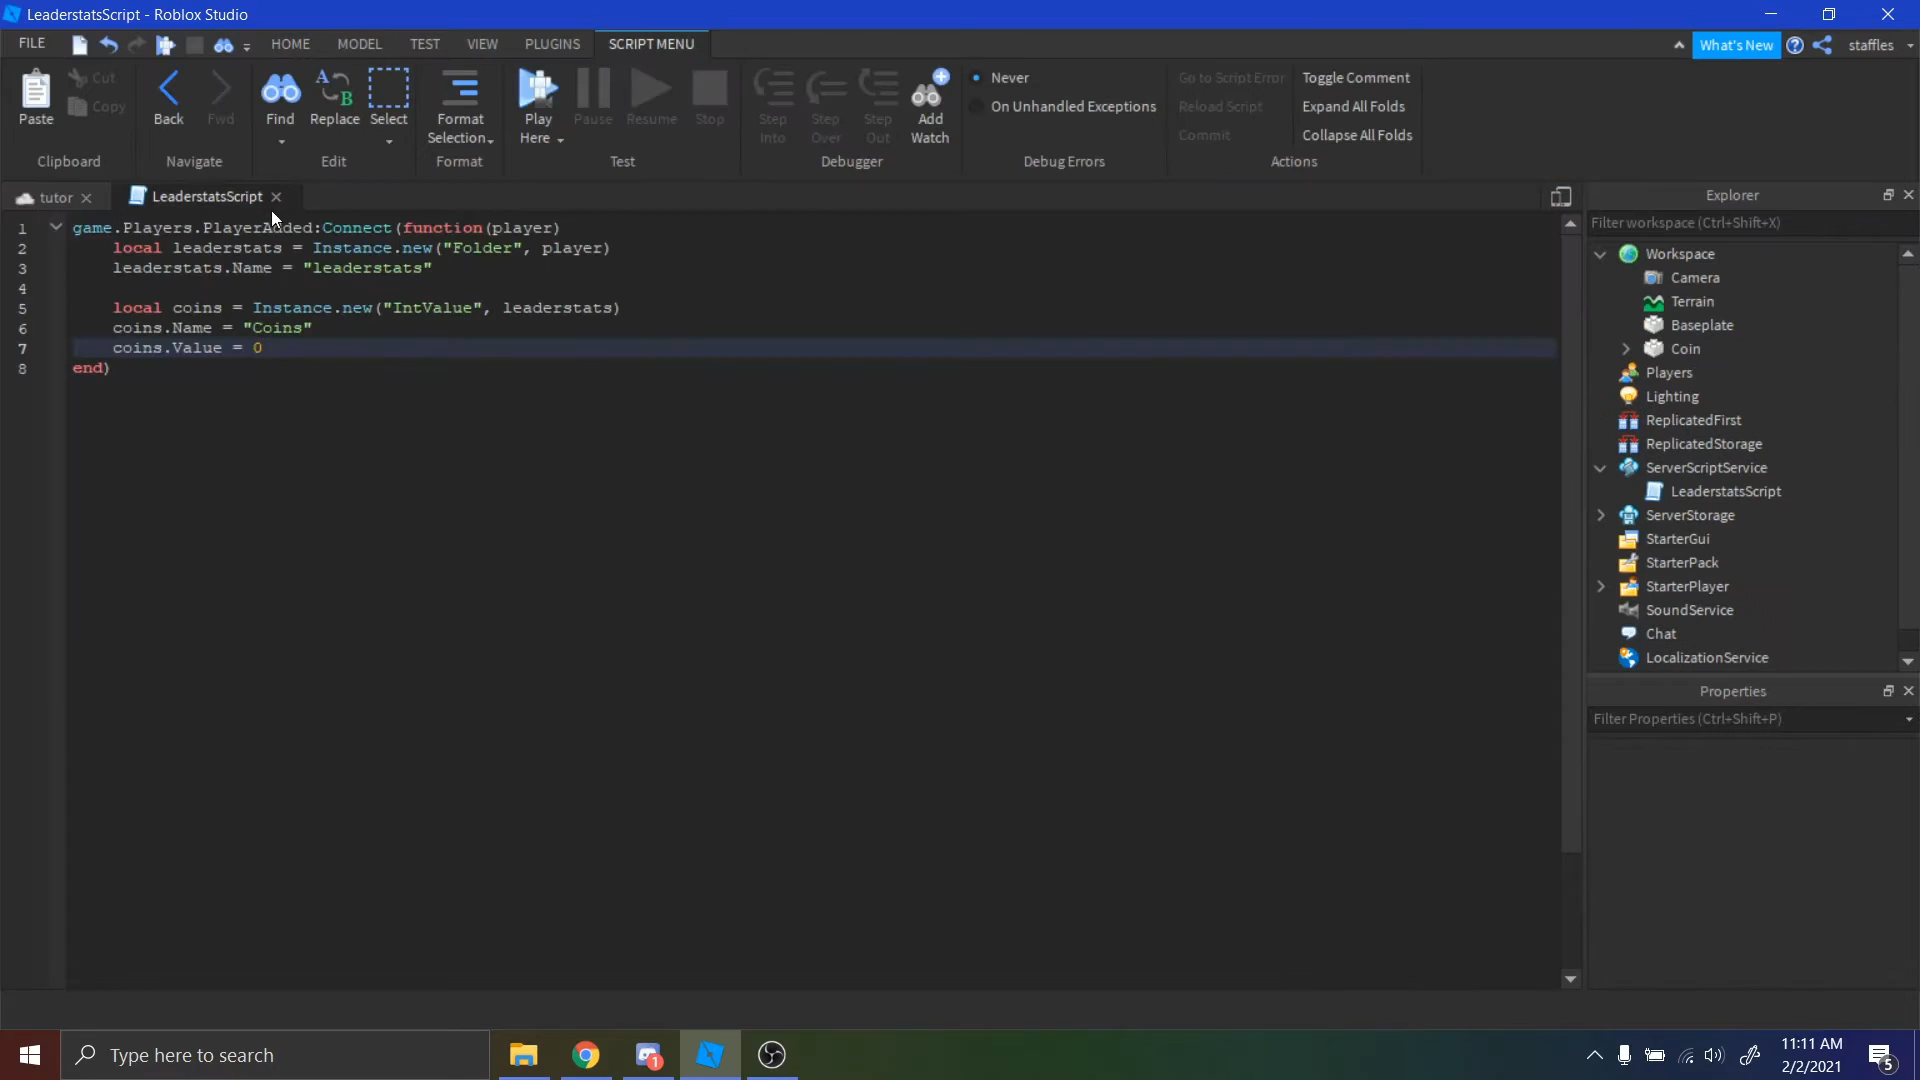 LeaderstatsScript - Roblox Studio
FILE HOME MODEL TEST VIEW PLUGINS SCRIPT MENU What's New staffles
Paste Cut Copy Back Fwd Find Replace Select Format Selection Play Here Pause Resume Stop Step Into Step Over Step Out Add Watch Never On Unhandled Exceptions Go to Script Error Reload Script Commit Toggle Comment Expand All Folds Collapse All Folds
Clipboard Navigate Edit Format Test Debugger Debug Errors Actions
tutor LeaderstatsScript
1 game.Players.PlayerAdded:Connect(function(player)
2 local leaderstats = Instance.new("Folder", player)
3 leaderstats.Name = "leaderstats"
4
5 local coins = Instance.new("IntValue", leaderstats)
6 coins.Name = "Coins"
7 coins.Value = 0
8 end)
Explorer
Filter workspace (Ctrl+Shift+X)
Workspace
Camera
Terrain
Baseplate
Coin
Players
Lighting
ReplicatedFirst
ReplicatedStorage
ServerScriptService
LeaderstatsScript
ServerStorage
StarterGui
StarterPack
StarterPlayer
SoundService
Chat
LocalizationService
Properties
Filter Properties (Ctrl+Shift+P)
Type here to search
1
11:11 AM
2/2/2021
5